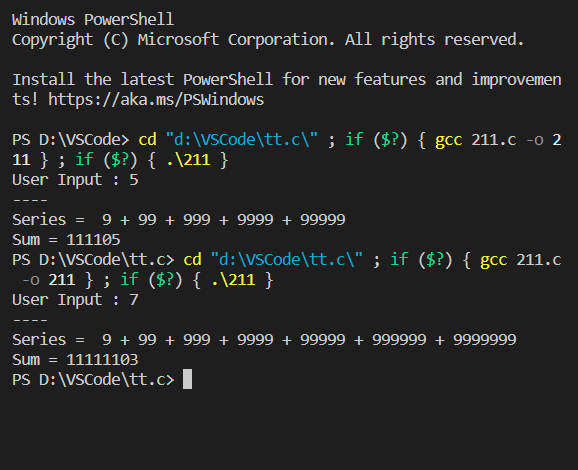 Windows PowerShell
Copyright (C) Microsoft Corporation. All rights reserved.
Install the latest PowerShell for new features and improvemen
ts! https://aka.ms/PSWindows
PS D:\VSCode> cd "d:\VSCode\tt.c\" ; if ($?) { gcc 211.c -o 2
11 } ; if ($?) { .\211 }
User Input : 5
----
Series =  9 + 99 + 999 + 9999 + 99999
Sum = 111105
PS D:\VSCode\tt.c> cd "d:\VSCode\tt.c\" ; if ($?) { gcc 211.c
 -o 211 } ; if ($?) { .\211 }
User Input : 7
----
Series =  9 + 99 + 999 + 9999 + 99999 + 999999 + 9999999
Sum = 11111103
PS D:\VSCode\tt.c>